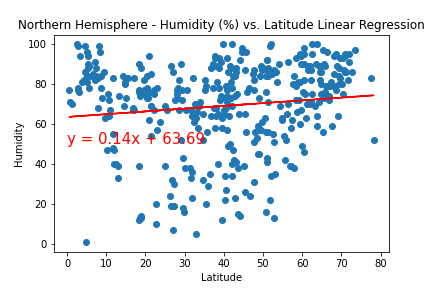 Northern Hemisphere - Humidity (%) vs. Latitude Linear Regression
100
80
60
40
20
0
Humidity
y = 0.14x + 63.69
0 10 20 30 40 50 60 70 80
Latitude